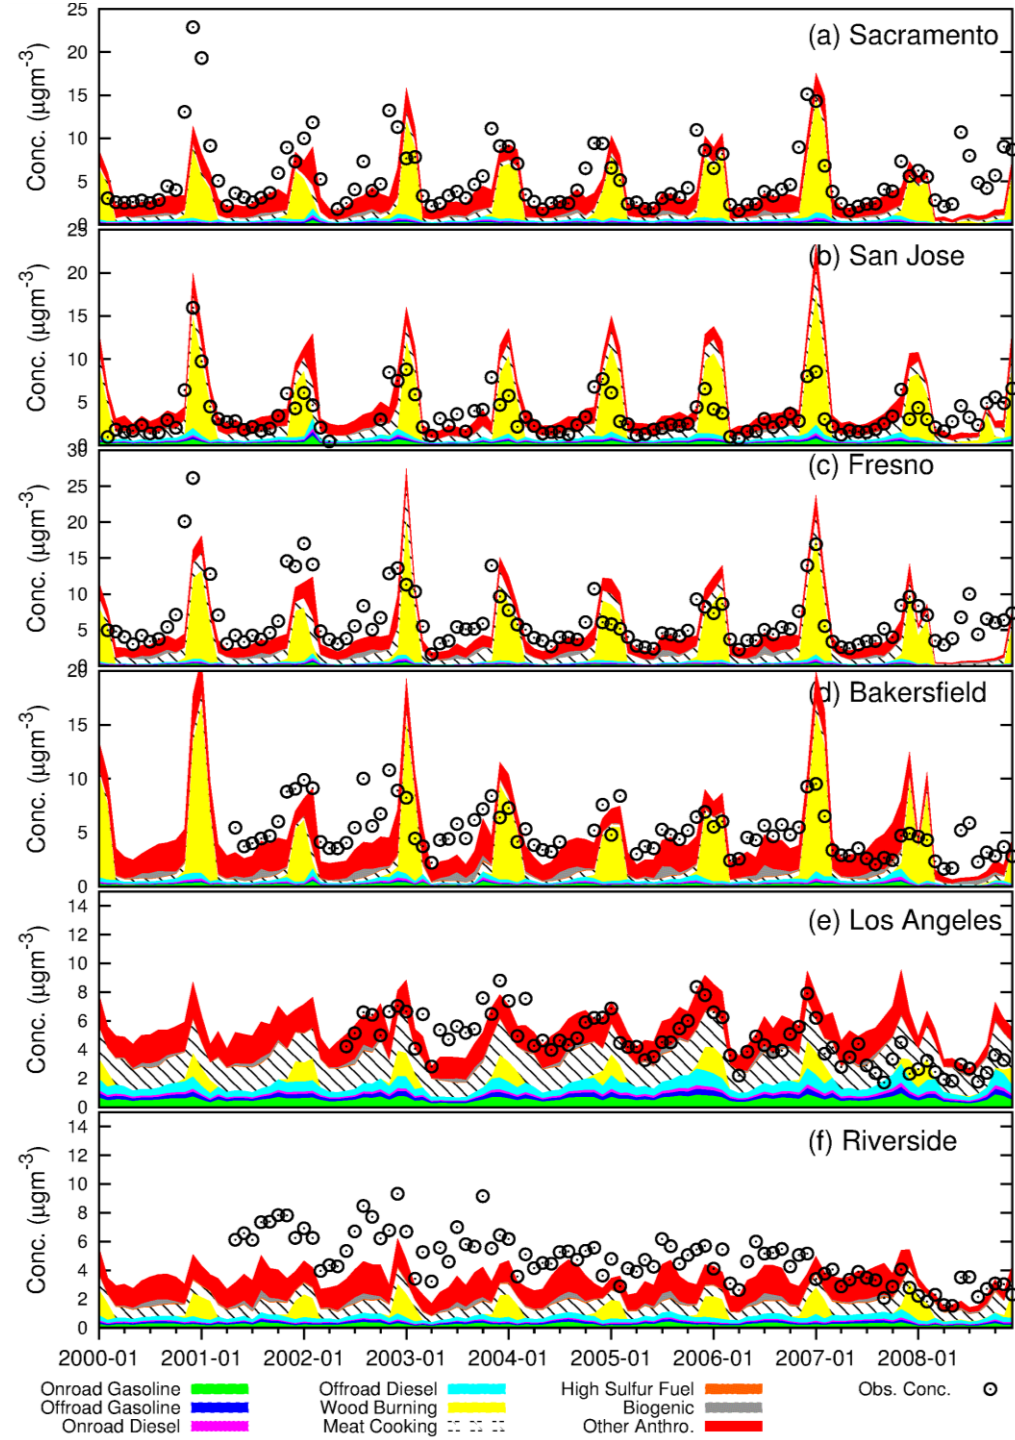 25
20
15
10
5
0
Conc. (μgm-3)
(a) Sacramento
25
20
15
10
5
0
Conc. (μgm-3)
(b) San Jose
30
25
20
15
10
5
0
Conc. (μgm-3)
(c) Fresno
20
15
10
5
0
Conc. (μgm-3)
(d) Bakersfield
14
12
10
8
6
4
2
0
Conc. (μgm-3)
(e) Los Angeles
14
12
10
8
6
4
2
0
Conc. (μgm-3)
(f) Riverside
2000-01 2001-01 2002-01 2003-01 2004-01 2005-01 2006-01 2007-01 2008-01
Onroad Gasoline Offroad Diesel High Sulfur Fuel Obs. Conc.
Offroad Gasoline Wood Burning Biogenic
Onroad Diesel Meat Cooking Other Anthro.